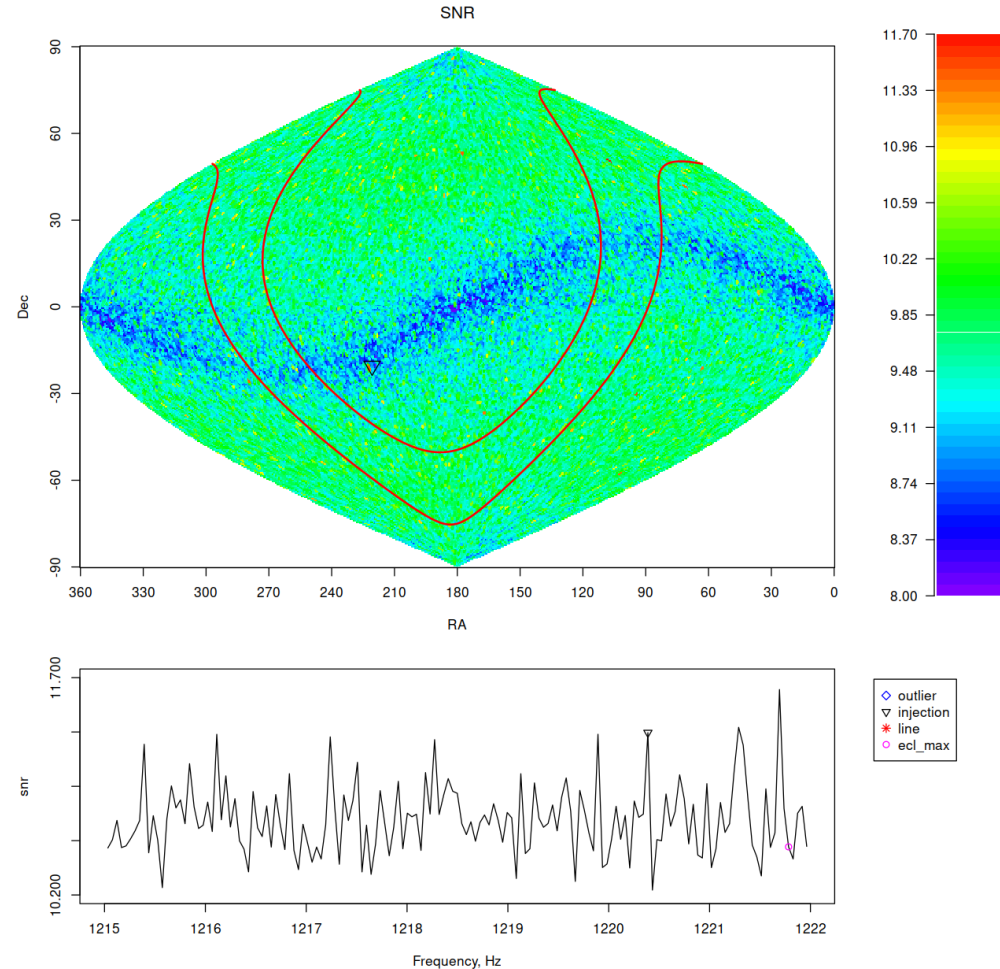 SNR
90
60
30
0
30
-60
-90
Dec
360 330 300 270 240 210 180 150 120 90 60 30 0
RA
11.70
11.33
10.96
10.59
10.22
9.85
9.48
9.11
8.74
8.37
8.00
11.700
10.200
snr
1215 1216 1217 1218 1219 1220 1221 1222
Frequency, Hz
outlier
injection
line
ecl_max